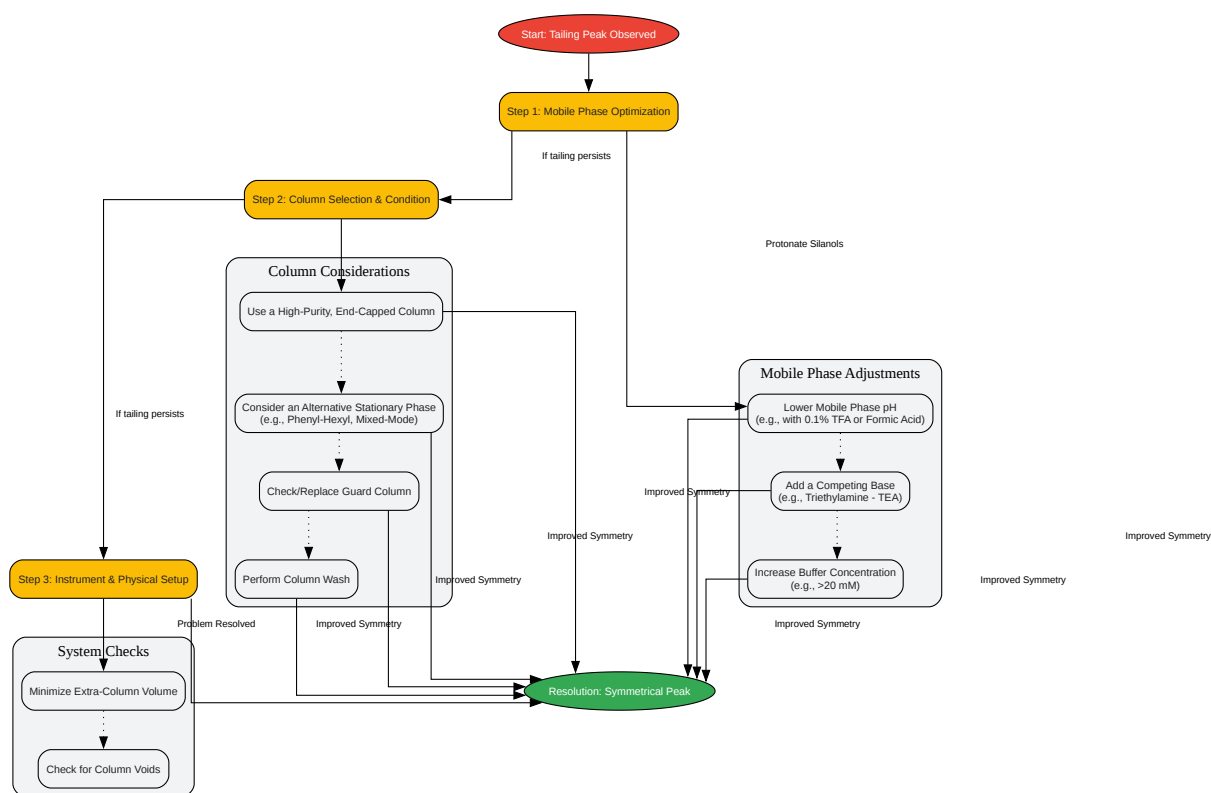 Start: Tailing Peak Observed
Step 1: Mobile Phase Optimization
If tailing persists
Step 2: Column Selection & Condition
Protonate Silanols
Column Considerations
Use a High-Purity, End-Capped Column
Mobile Phase Adjustments
Consider an Alternative Stationary Phase
(e.g., Phenyl-Hexyl, Mixed-Mode)
Lower Mobile Phase pH
(e.g., with 0.1% TFA or Formic Acid)
If tailing persists
Check/Replace Guard Column
Improved Symmetry
Add a Competing Base
(e.g., Triethylamine - TEA)
Improved Symmetry
Improved Symmetry
Step 3: Instrument & Physical Setup
Perform Column Wash
Improved Symmetry
Increase Buffer Concentration
(e.g., >20 mM)
Improved Symmetry
Problem Resolved
Improved Symmetry
Improved Symmetry
System Checks
Minimize Extra-Column Volume
Resolution: Symmetrical Peak
Check for Column Voids